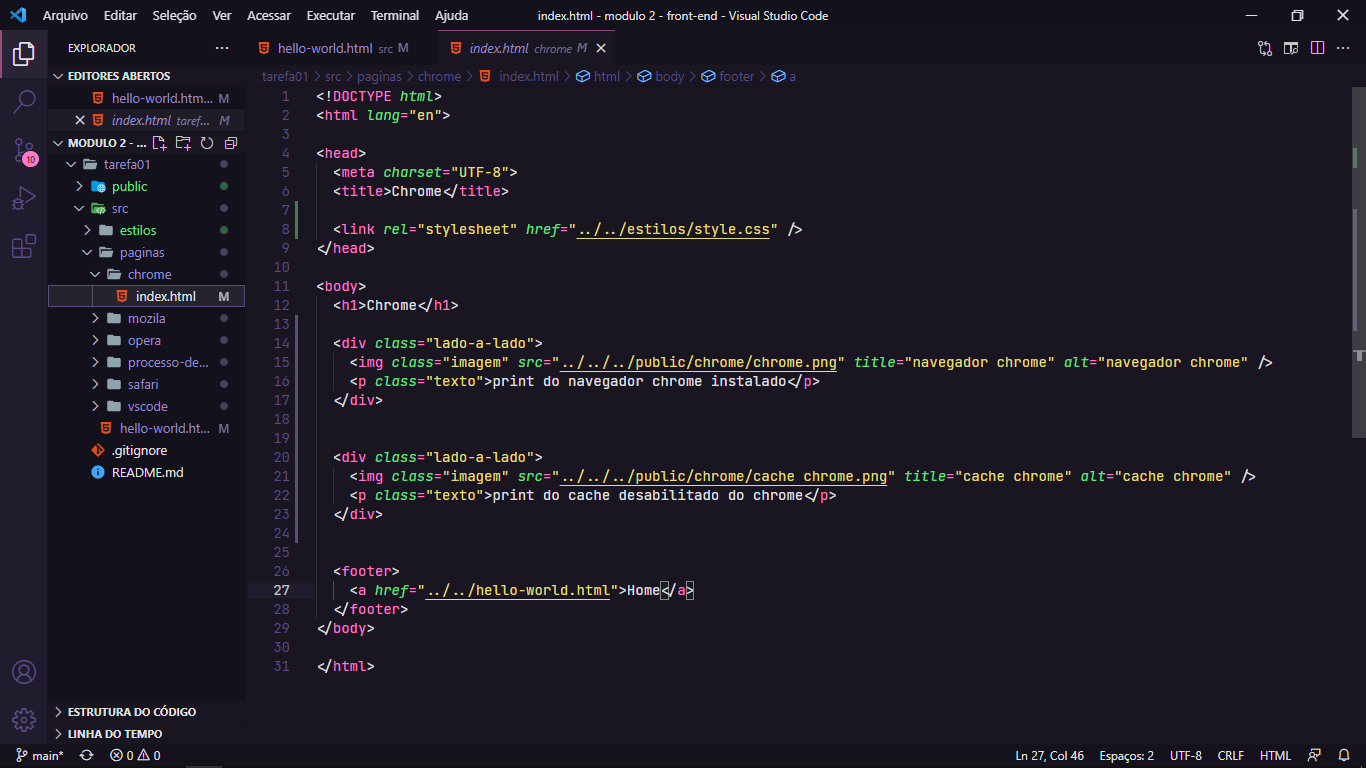 Arquivo Editar Seleção Ver Acessar Executar Terminal Ajuda index.html - modulo 2 - front-end - Visual Studio Code
EXPLORADOR ...
EDITORES ABERTOS
hello-world.htm... M
index.html taref... M
MODULO 2 - ...
tarefa01
public
src
estilos
paginas
chrome
index.html M
mozila
opera
processo-de...
safari
vscode
hello-world.ht... M
.gitignore
README.md
ESTRUTURA DO CÓDIGO
LINHA DO TEMPO
10
hello-world.html src M index.html chrome M
tarefa01 > src > paginas > chrome > index.html > html > body > footer > a
1 <!DOCTYPE html>
2 <html lang="en">
3
4 <head>
5 <meta charset="UTF-8">
6 <title>Chrome</title>
7
8 <link rel="stylesheet" href="../../estilos/style.css" />
9 </head>
10
11 <body>
12 <h1>Chrome</h1>
13
14 <div class="lado-a-lado">
15 <img class="imagem" src="../../../public/chrome/chrome.png" title="navegador chrome" alt="navegador chrome" />
16 <p class="texto">print do navegador chrome instalado</p>
17 </div>
18
19
20 <div class="lado-a-lado">
21 <img class="imagem" src="../../../public/chrome/cache chrome.png" title="cache chrome" alt="cache chrome" />
22 <p class="texto">print do cache desabilitado do chrome</p>
23 </div>
24
25
26 <footer>
27 <a href="../../hello-world.html">Home</a>
28 </footer>
29 </body>
30
31 </html>
main* 0 0 Ln 27, Col 46 Espaços: 2 UTF-8 CRLF HTML